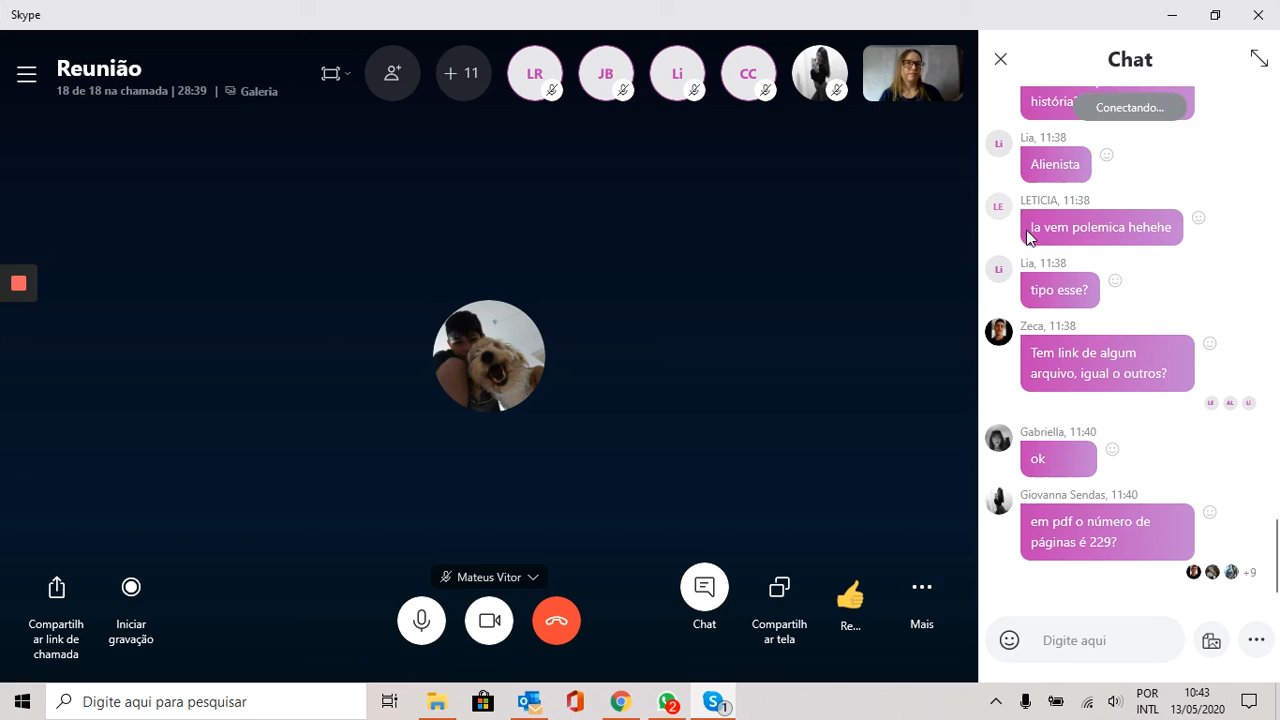 Skype
Reunião
18 de 18 na chamada | 28:39 | Galeria
+ 11
LR
JB
Li
CC
Chat
história?
Conectando...
Lia, 11:38
Li
Alienista
LETICIA, 11:38
LE
la vem polemica hehehe
Lia, 11:38
Li
tipo esse?
Zeca, 11:38
Tem link de algum
arquivo, igual o outros?
LE AL Li
Gabriella, 11:40
ok
Giovanna Sendas, 11:40
em pdf o número de
páginas é 229?
+9
Digite aqui
Mateus Vitor
Compartilh
ar link de
chamada
Iniciar
gravação
Chat
Compartilh
ar tela
Re...
Mais
Digite aqui para pesquisar
2
1
POR
INTL
0:43
13/05/2020